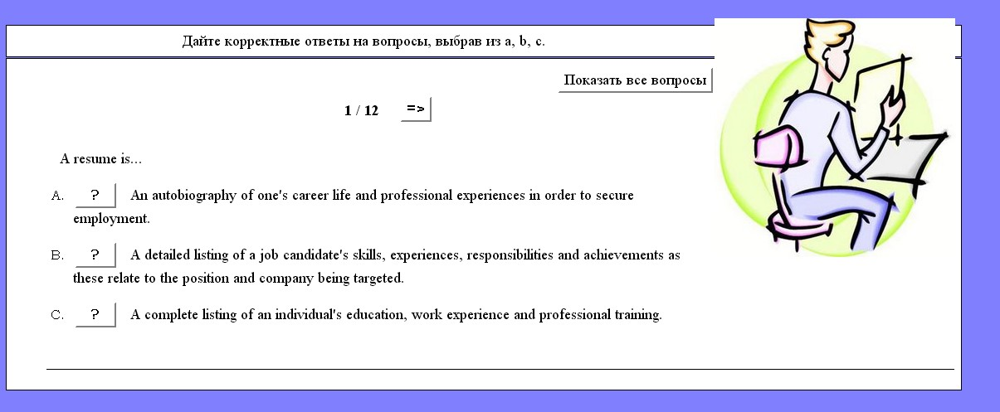 Дайте корректные ответы на вопросы, выбрав из a, b, c.
Показать все вопросы
1 / 12 =>
A resume is...
A. ? An autobiography of one's career life and professional experiences in order to secure
employment.
B. ? A detailed listing of a job candidate's skills, experiences, responsibilities and achievements as
these relate to the position and company being targeted.
C. ? A complete listing of an individual's education, work experience and professional training.